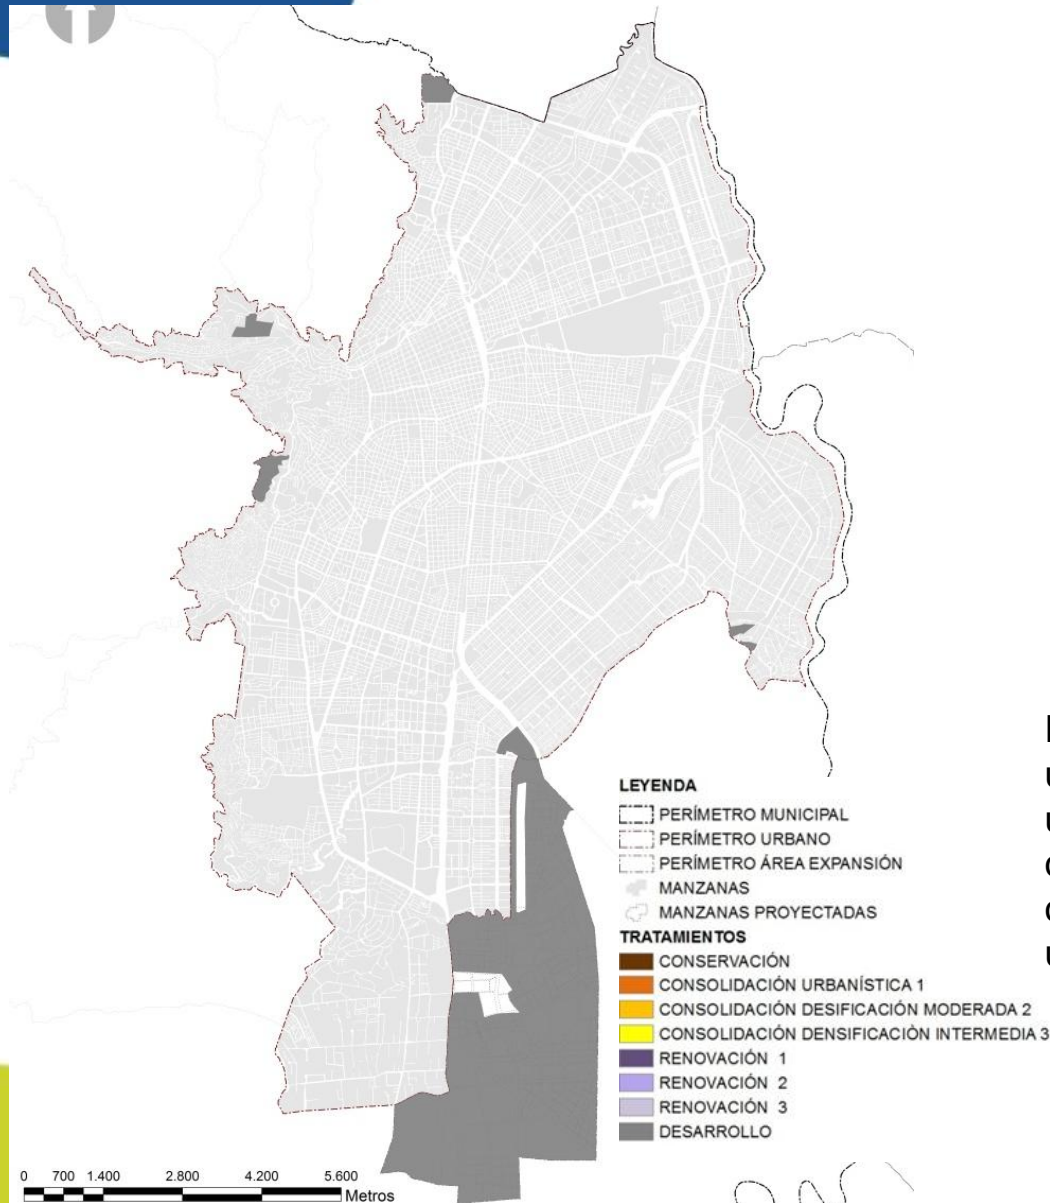 LEYENDA
PERÍMETRO MUNICIPAL
PERÍMETRO URBANO
PERÍMETRO ÁREA EXPANSIÓN
MANZANAS
MANZANAS PROYECTADAS
TRATAMIENTOS
CONSERVACIÓN
CONSOLIDACIÓN URBANÍSTICA 1
CONSOLIDACIÓN DESIFICACIÓN MODERADA 2
CONSOLIDACIÓN DENSIFICACIÓN INTERMEDIA 3
RENOVACIÓN 1
RENOVACIÓN 2
RENOVACIÓN 3
DESARROLLO
0 700 1.400 2.800 4.200 5.600
Metros